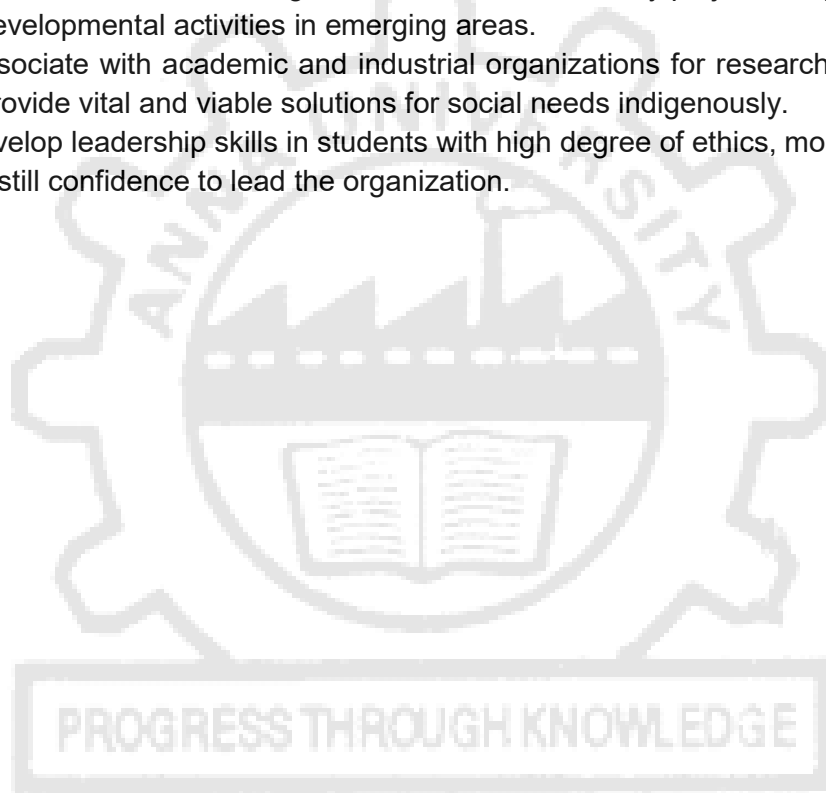 evelopmental activities in emerging areas.
sociate with academic and industrial organizations for research
rovide vital and viable solutions for social needs indigenously.
velop leadership skills in students with high degree of ethics, mo
still confidence to lead the organization.
ANNA UNIVERSITY
PROGRESS THROUGH KNOWLEDGE